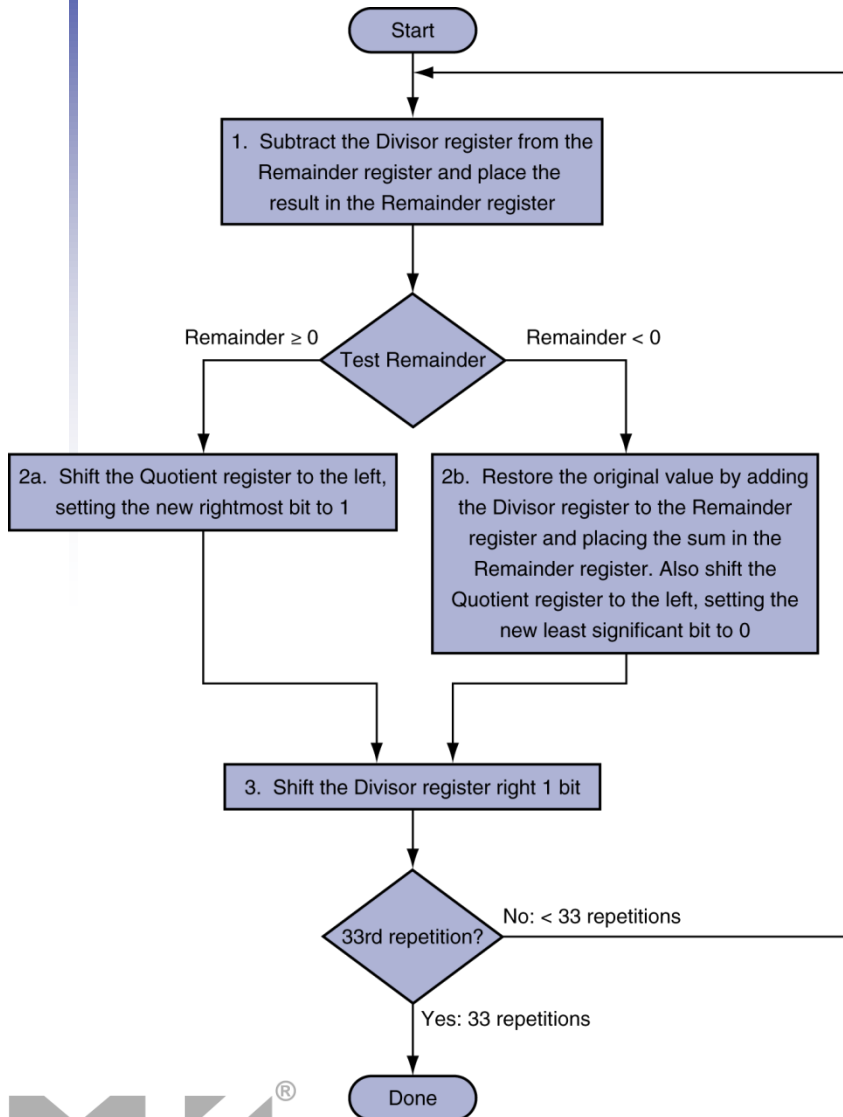 Start
1. Subtract the Divisor register from the
Remainder register and place the
result in the Remainder register
Remainder ≥ 0
Remainder < 0
Test Remainder
2a. Shift the Quotient register to the left,
setting the new rightmost bit to 1
2b. Restore the original value by adding
the Divisor register to the Remainder
register and placing the sum in the
Remainder register. Also shift the
Quotient register to the left, setting the
new least significant bit to 0
3. Shift the Divisor register right 1 bit
33rd repetition?
No: < 33 repetitions
Yes: 33 repetitions
®
Done